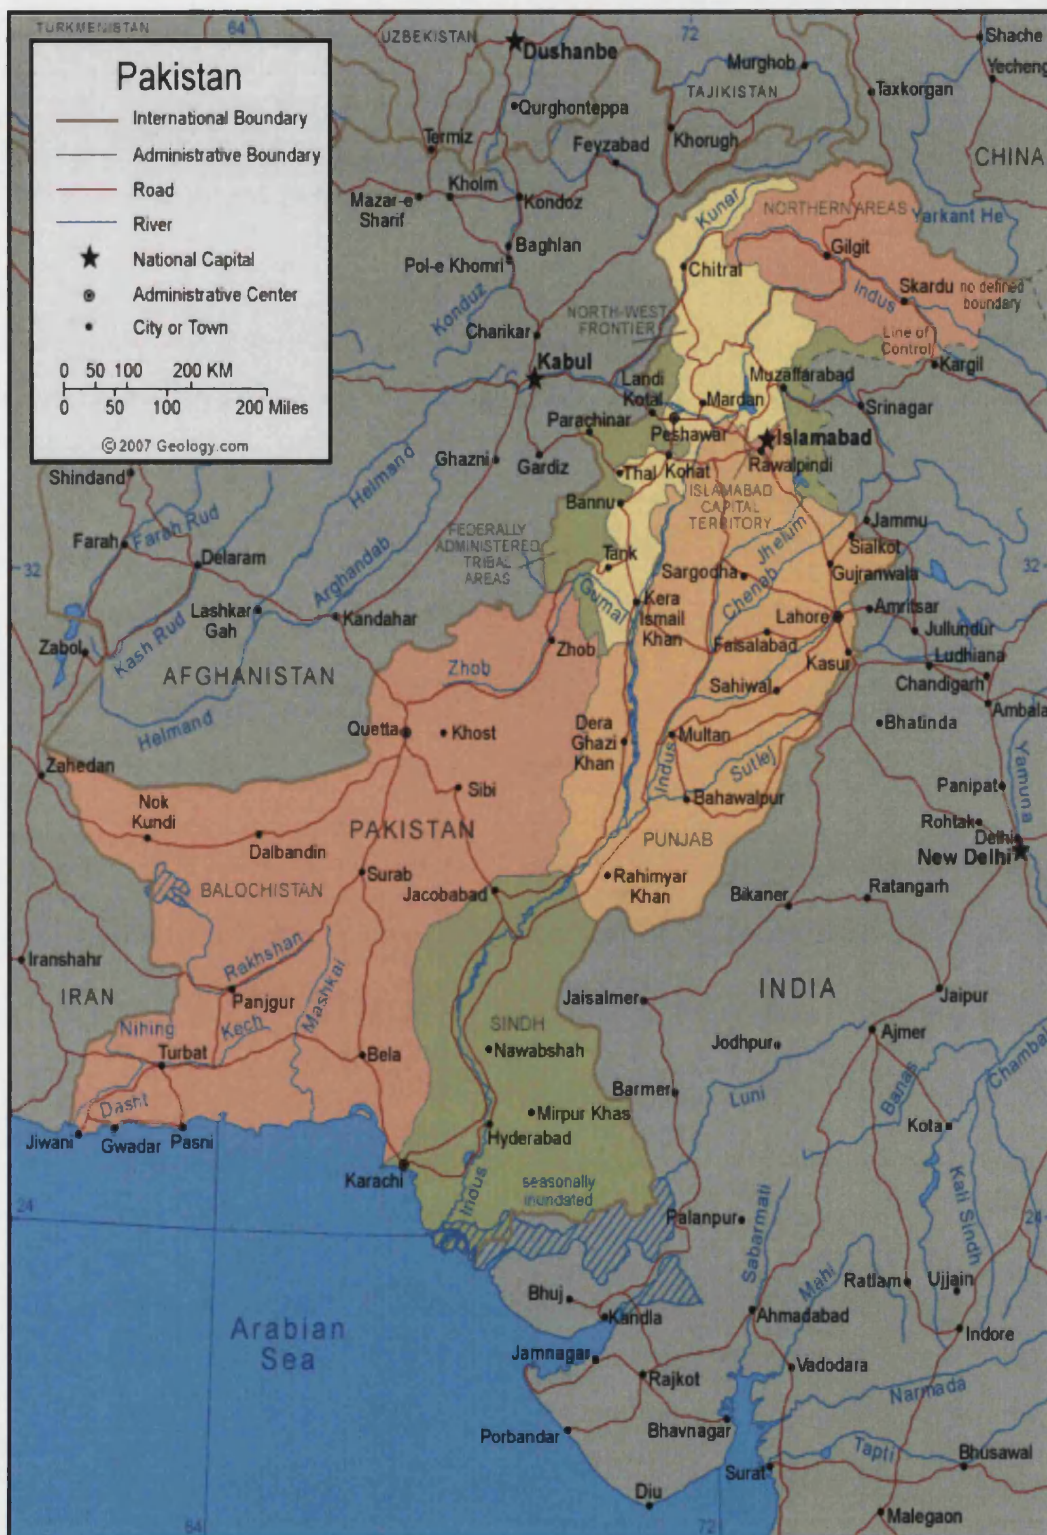 TURKMENISTAN
64
UZBEKISTAN
72
Dushanbe
Shache
Yecheng
Murghob
TAJIKISTAN
Taxkorgan
Qurghonteppa
Pakistan
International Boundary
Administrative Boundary
Road
River
National Capital
Administrative Center
City or Town
0 50 100 200 KM
0 50 100 200 Miles
© 2007 Geology.com
Termiz
Feyzabad
Khorugh
CHINA
Mazar-e
Sharif
Kholm
Kondoz
Kunar
NORTHERN AREAS
Yarkant He
Baghlan
Pol-e Khomri
Chitral
Gilgit
Skardu
no defined
boundary
Indus
Konduz
NORTH-WEST
FRONTIER
Charikar
Line of
Control
Kargil
Kabul
Landi
Kotal
Mardan
Muzaffarabad
Srinagar
Parachinar
Peshawar
Islamabad
Ghazni
Gardiz
Thal
Kohat
Rawalpindi
Shindand
Helmand
Bannu
ISLAMABAD
CAPITAL
TERRITORY
Farah Rud
FEDERALLY
ADMINISTERED
TRIBAL
AREAS
Jhelum
Jammu
Sialkot
Farah
Delaram
Arghandab
Tank
Sargodha
Chenab
Gujranwala
32
32
Gumal
Lashkar
Gah
Kandahar
Kera
Ismail
Khan
Lahore
Amritsar
Kash Rud
Zabol
Zhob
Faisalabad
Jullundur
Kasur
Ludhiana
AFGHANISTAN
Zhob
Sahiwal
Chandigarh
Ambala
Helmand
Quetta
Khost
Dera
Ghazi
Khan
Multan
Bhatinda
Indus
Sutlej
Yamuna
Zahedan
Sibi
Bahawalpur
Panipat
Nok
Kundi
PAKISTAN
Rohtak
Delhi
Dalbandin
PUNJAB
New Delhi
Surab
BALOCHISTAN
Jacobabad
Rahimyar
Khan
Bikaner
Ratangarh
Iranshahr
Rakhshan
IRAN
Panjgur
Mashkai
Jaisalmer
INDIA
Jaipur
Nihing
Kech
SINDH
Turbat
Bela
Nawabshah
Jodhpur
Ajmer
Chambal
Banas
Dasht
Barmer
Luni
Mirpur Khas
Kota
Jiwani
Gwadar
Pasni
Hyderabad
Karachi
Indus
seasonally
inundated
Kali Sindh
24
Palanpur
24
Sabarmati
Mahi
Ratlam
Ujjain
Bhuj
Arabian
Sea
Kandla
Ahmadabad
Indore
Jamnagar
Vadodara
Rajkot
Narmada
Porbandar
Bhavnagar
Tapti
Surat
Bhusawal
Diu
64
72
Malegaon